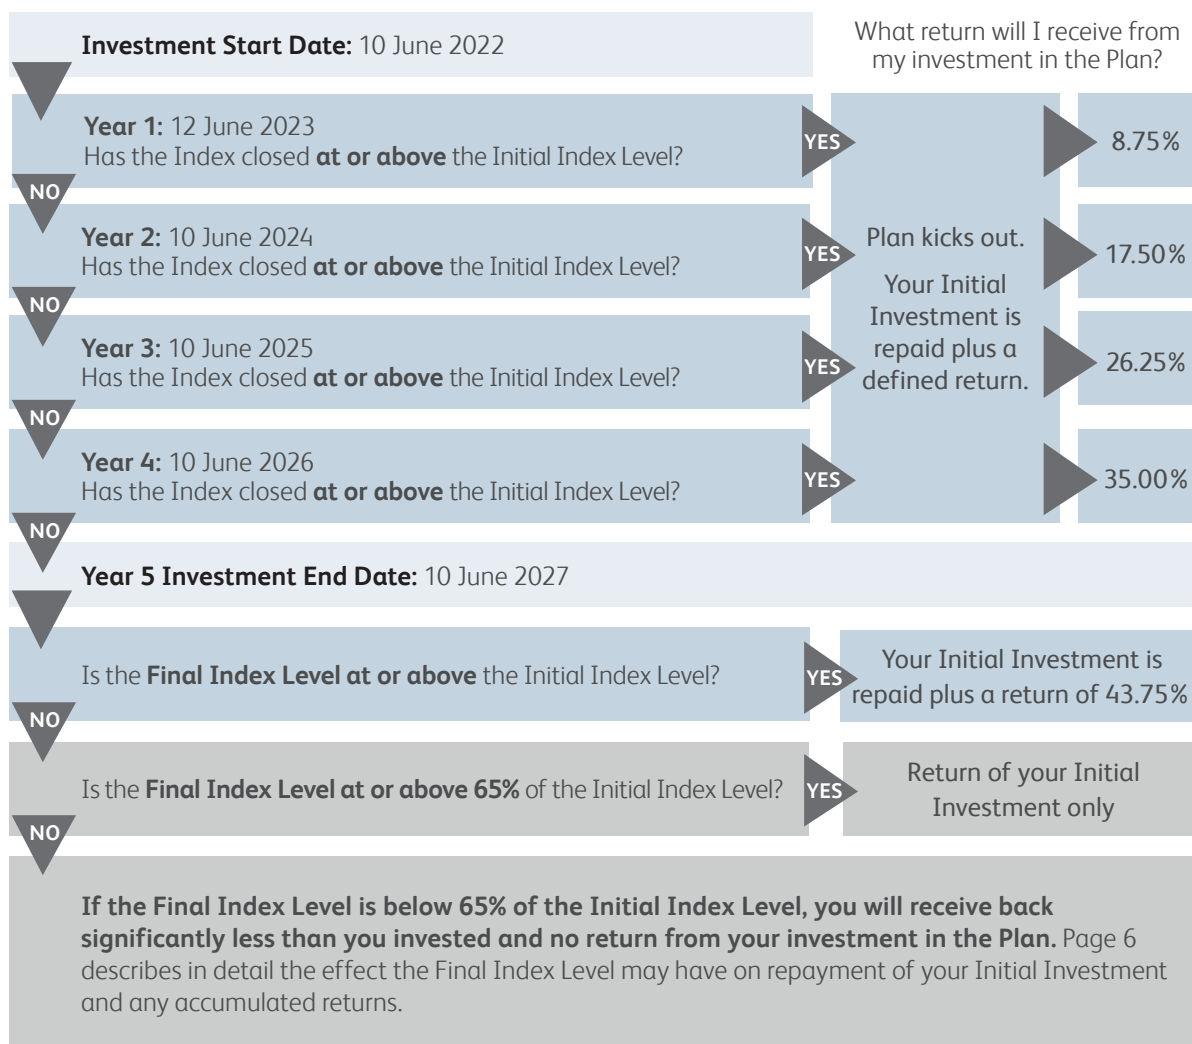 Investment Start Date: 10 June 2022
What return will I receive from
my investment in the Plan?
Year 1: 12 June 2023
Has the Index closed at or above the Initial Index Level?
YES
8.75%
NO
Year 2: 10 June 2024
Has the Index closed at or above the Initial Index Level?
YES
Plan kicks out.
Your Initial
Investment is
repaid plus a
defined return.
17.50%
NO
Year 3: 10 June 2025
Has the Index closed at or above the Initial Index Level?
YES
26.25%
NO
Year 4: 10 June 2026
Has the Index closed at or above the Initial Index Level?
YES
35.00%
NO
Year 5 Investment End Date: 10 June 2027
Is the Final Index Level at or above the Initial Index Level?
YES
Your Initial Investment is
repaid plus a return of 43.75%
NO
Is the Final Index Level at or above 65% of the Initial Index Level?
YES
Return of your Initial
Investment only
NO
If the Final Index Level is below 65% of the Initial Index Level, you will receive back
significantly less than you invested and no return from your investment in the Plan. Page 6
describes in detail the effect the Final Index Level may have on repayment of your Initial Investment
and any accumulated returns.